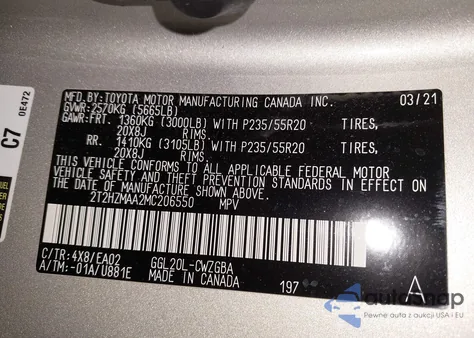 MFD.BY:TOYOTA MOTOR MANUFACTURING CANADA INC. 03/21
GVWR:2570KG (5665LB)
GAWR:FRT. 1360KG (3000LB) WITH P235/55R20 TIRES,
20X8J RIMS.
RR. 1410KG (3105LB) WITH P235/55R20 TIRES,
20X8J RIMS.
THIS VEHICLE CONFORMS TO ALL APPLICABLE FEDERAL MOTOR
VEHICLE SAFETY AND THEFT PREVENTION STANDARDS IN EFFECT ON
THE DATE OF MANUFACTURE SHOWN ABOVE.
2T2HZMAA2MC206550 MPV
C/TR:4X8/EA02 GGL20L-CWZGBA
A/TM:-01A/U881E MADE IN CANADA 197 A
C7
0E472
autosnap
Pewne auta z aukcji USA i EU